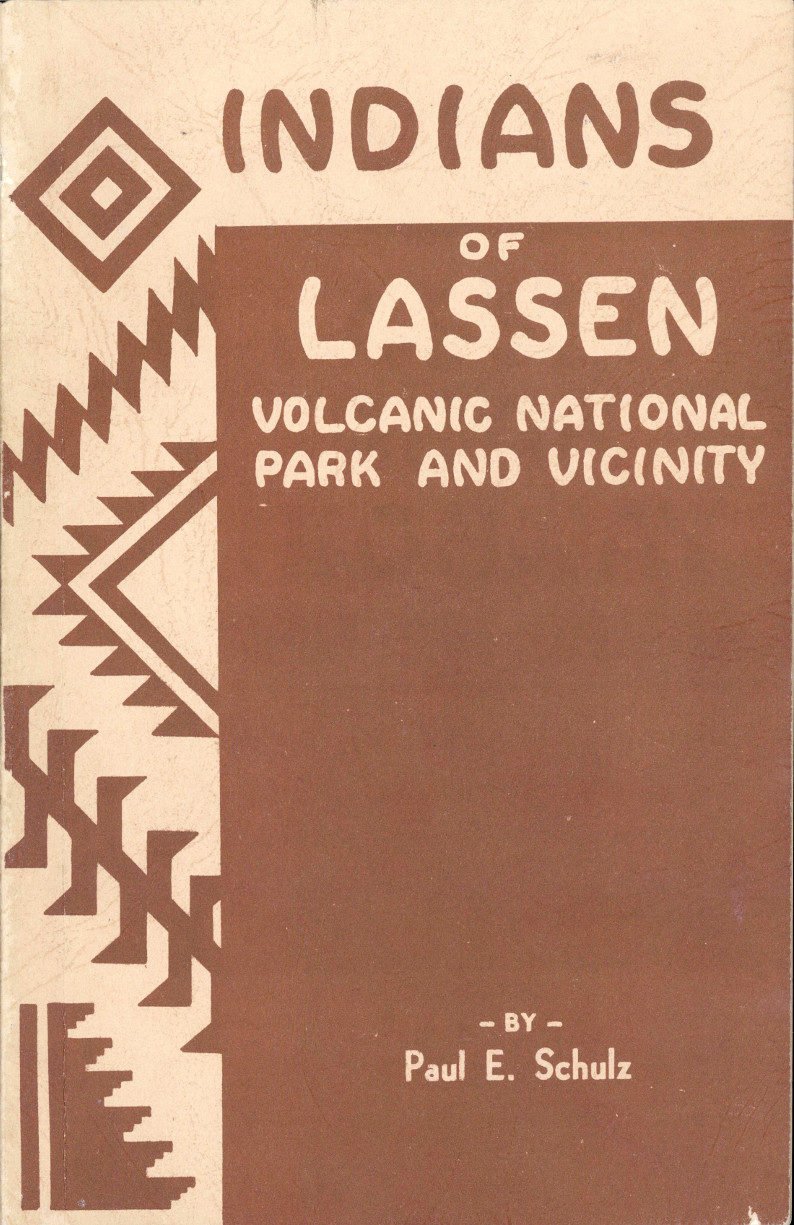 INDIANS
OF
LASSEN
VOLCANIC NATIONAL
PARK AND VICINITY
- BY -
Paul E. Schulz